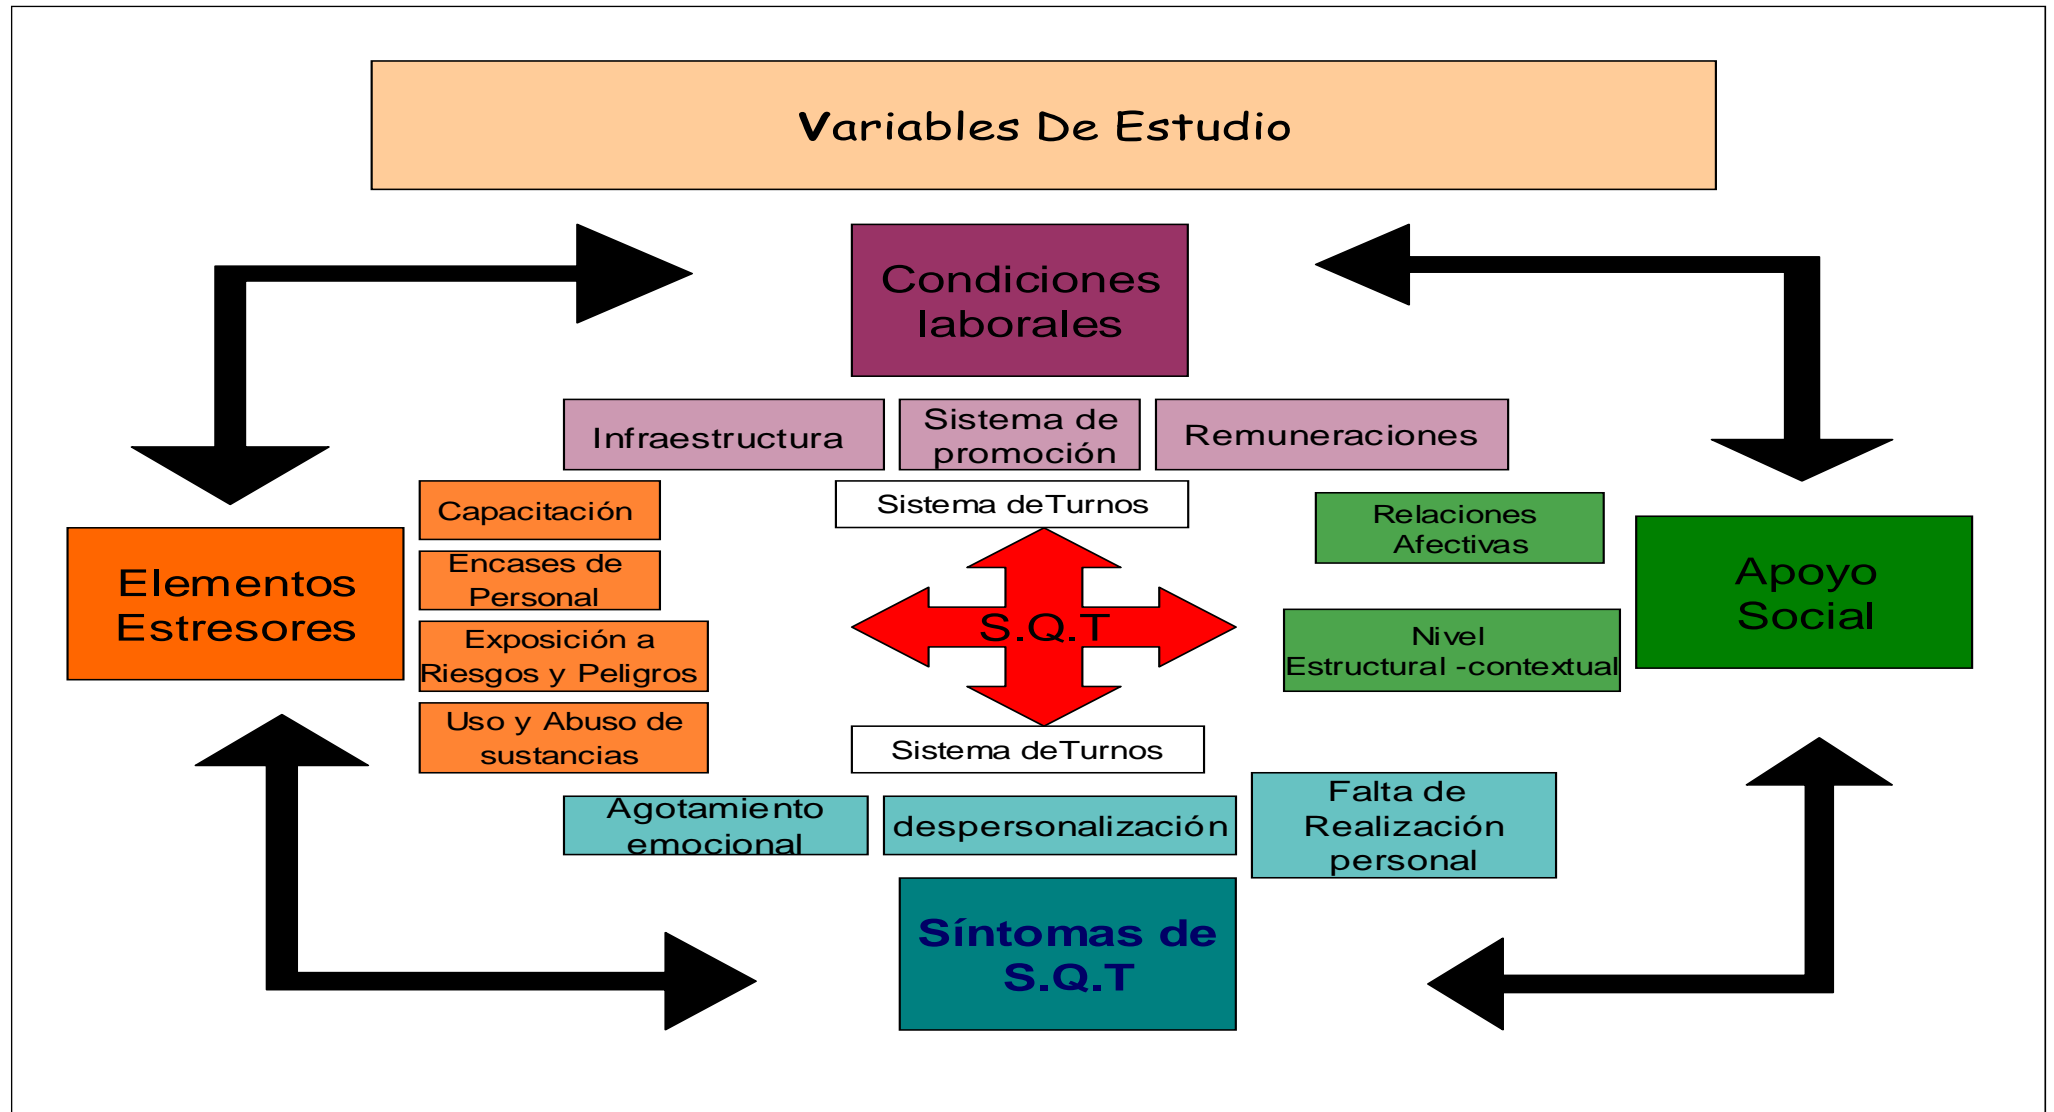 Variables De Estudio
Condiciones
laborales
Infraestructura
Sistema de
promoción
Remuneraciones
Sistema deTurnos
Capacitación
Encases de
Personal
Exposición a
Riesgos y Peligros
Uso y Abuso de
sustancias
Elementos
Estresores
S.Q.T
Relaciones
Afectivas
Nivel
Estructural -contextual
Apoyo
Social
Sistema deTurnos
Agotamiento
emocional
despersonalización
Falta de
Realización
personal
Síntomas de
S.Q.T